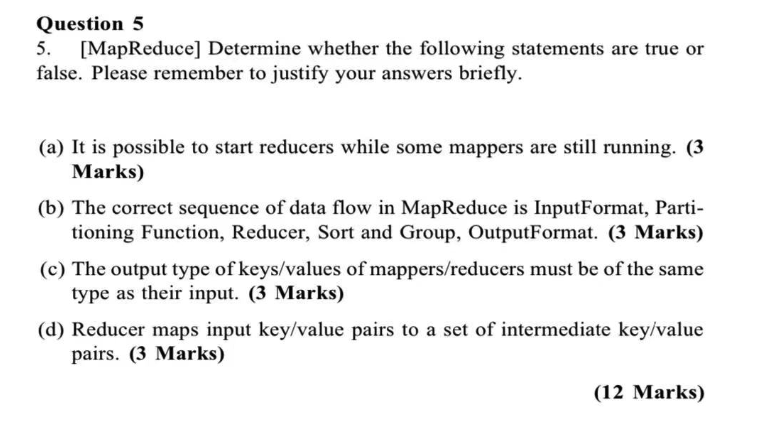 Question 5
5. [MapReduce] Determine whether the following statements are true or
false. Please remember to justify your answers briefly.
(a) It is possible to start reducers while some mappers are still running. (3
Marks)
(b) The correct sequence of data flow in MapReduce is InputFormat, Parti-
tioning Function, Reducer, Sort and Group, OutputFormat. (3 Marks)
(c) The output type of keys/values of mappers/reducers must be of the same
type as their input. (3 Marks)
(d) Reducer maps input key/value pairs to a set of intermediate key/value
pairs. (3 Marks)
(12 Marks)